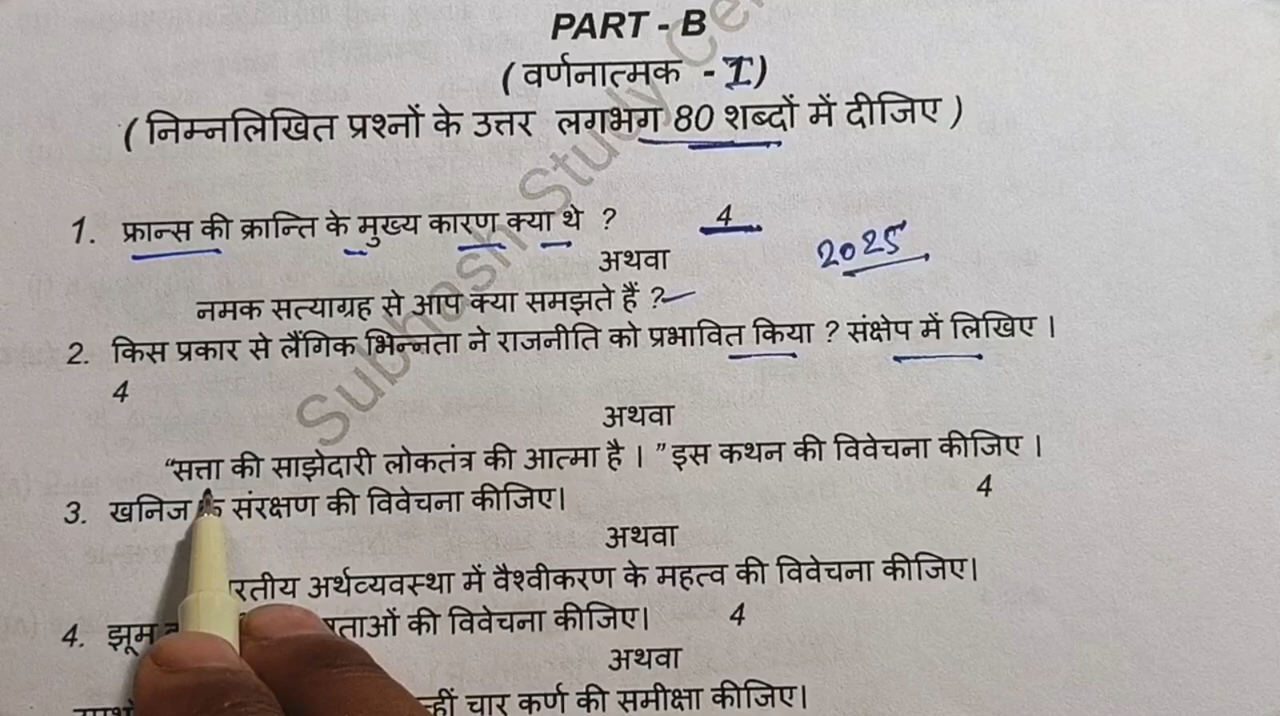 PART - B
( वर्णनात्मक - I )
( निम्नलिखित प्रश्नों के उत्तर लगभग 80 शब्दों में दीजिए )
1. फ्रान्स की क्रान्ति के मुख्य कारण क्या थे ? 4
अथवा 2025
नमक सत्याग्रह से आप क्या समझते हैं ?
2. किस प्रकार से लैंगिक भिन्नता ने राजनीति को प्रभावित किया ? संक्षेप में लिखिए ।
4
अथवा
“सत्ता की साझेदारी लोकतंत्र की आत्मा है । ” इस कथन की विवेचना कीजिए ।
3. खनिज संरक्षण की विवेचना कीजिए। 4
अथवा
अर्थव्यवस्था में वैश्वीकरण के महत्व की विवेचना कीजिए।
4. झूम की विवेचना कीजिए। 4
अथवा
चार कर्ण की समीक्षा कीजिए।
Subhash Study